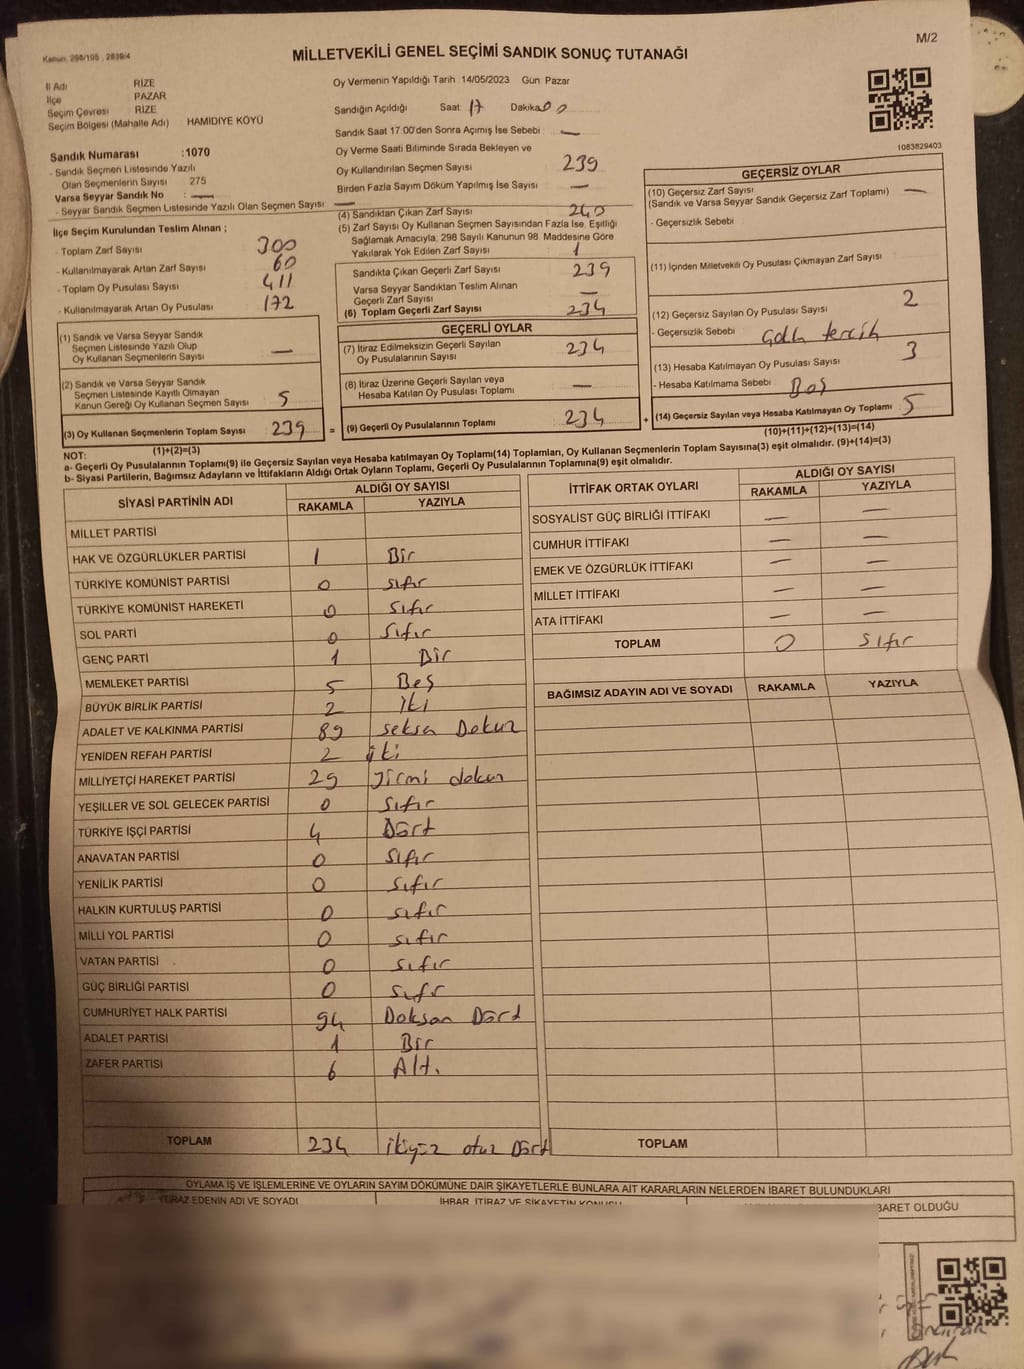 Kanun: 298/105 , 2839/4
M/2
MİLLETVEKİLİ GENEL SEÇİMİ SANDIK SONUÇ TUTANAĞI
İl Adı RİZE
İlçe PAZAR
Seçim Çevresi RİZE
Seçim Bölgesi (Mahalle Adı) HAMİDİYE KÖYÜ
Sandık Numarası :1070
- Sandık Seçmen Listesinde Yazılı
Olan Seçmenlerin Sayısı 275
Varsa Seyyar Sandık No : —
- Seyyar Sandık Seçmen Listesinde Yazılı Olan Seçmen Sayısı : —
İlçe Seçim Kurulundan Teslim Alınan ;
- Toplam Zarf Sayısı 300
- Kullanılmayarak Artan Zarf Sayısı 60
- Toplam Oy Pusulası Sayısı 411
- Kullanılmayarak Artan Oy Pusulası 172
Oy Vermenin Yapıldığı Tarih 14/05/2023 Gün: Pazar
Sandığın Açıldığı Saat 17 Dakika 00
Sandık Saat 17.00'den Sonra Açımış İse Sebebi —
Oy Verme Saati Bitiminde Sırada Bekleyen ve
Oy Kullandırılan Seçmen Sayısı 239
Birden Fazla Sayım Döküm Yapılmış İse Sayısı —
(4) Sandıktan Çıkan Zarf Sayısı 240
(5) Zarf Sayısı Oy Kullanan Seçmen Sayısından Fazla İse, Eşitliği
Sağlamak Amacıyla, 298 Sayılı Kanunun 98. Maddesine Göre
Yakılarak Yok Edilen Zarf Sayısı 1
Sandıkta Çıkan Geçerli Zarf Sayısı 239
Varsa Seyyar Sandıktan Teslim Alınan
Geçerli Zarf Sayısı —
(6) Toplam Geçerli Zarf Sayısı 234
1083829403
GEÇERSİZ OYLAR
(10) Geçersiz Zarf Sayısı
(Sandık ve Varsa Seyyar Sandık Geçersiz Zarf Toplamı) —
- Geçersizlik Sebebi
(11) İçinden Milletvekili Oy Pusulası Çıkmayan Zarf Sayısı
(12) Geçersiz Sayılan Oy Pusulası Sayısı 2
- Geçersizlik Sebebi Çoklu tercih
(13) Hesaba Katılmayan Oy Pusulası Sayısı 3
- Hesaba Katılmama Sebebi Boş
(14) Geçersiz Sayılan veya Hesaba Katılmayan Oy Toplamı 5
(10)+(11)+(12)+(13)=(14)
(1) Sandık ve Varsa Seyyar Sandık
Seçmen Listesinde Yazılı Olup
Oy Kullanan Seçmenlerin Sayısı —
(2) Sandık ve Varsa Seyyar Sandık
Seçmen Listesinde Kayıtlı Olmayan
Kanun Gereği Oy Kullanan Seçmen Sayısı 5
(3) Oy Kullanan Seçmenlerin Toplam Sayısı 239
(1)+(2)=(3)
GEÇERLİ OYLAR
(7) İtiraz Edilmeksizin Geçerli Sayılan
Oy Pusulalarının Sayısı 234
(8) İtiraz Üzerine Geçerli Sayılan veya
Hesaba Katılan Oy Pusulası Toplamı —
(9) Geçerli Oy Pusulalarının Toplamı 234
NOT:
a- Geçerli Oy Pusulalarının Toplamı(9) ile Geçersiz Sayılan veya Hesaba katılmayan Oy Toplamı(14) Toplamları, Oy Kullanan Seçmenlerin Toplam Sayısına(3) eşit olmalıdır. (9)+(14)=(3)
b- Siyasi Partilerin, Bağımsız Adayların ve İttifakların Aldığı Ortak Oyların Toplamı, Geçerli Oy Pusulalarının Toplamına(9) eşit olmalıdır.
SİYASİ PARTİNİN ADI ALDIĞI OY SAYISI
RAKAMLA YAZIYLA
MİLLET PARTİSİ
HAK VE ÖZGÜRLÜKLER PARTİSİ 1 Bir
TÜRKİYE KOMÜNİST PARTİSİ 0 sıfır
TÜRKİYE KOMÜNİST HAREKETİ 0 Sıfır
SOL PARTİ 0 Sıfır
GENÇ PARTİ 1 Bir
MEMLEKET PARTİSİ 5 Beş
BÜYÜK BİRLİK PARTİSİ 2 iki
ADALET VE KALKINMA PARTİSİ 89 seksen Dokuz
YENİDEN REFAH PARTİSİ 2 iki
MİLLİYETÇİ HAREKET PARTİSİ 29 yirmi dokuz
YEŞİLLER VE SOL GELECEK PARTİSİ 0 Sıfır
TÜRKİYE İŞÇİ PARTİSİ 4 Dört
ANAVATAN PARTİSİ 0 sıfır
YENİLİK PARTİSİ 0 sıfır
HALKIN KURTULUŞ PARTİSİ 0 sıfır
MİLLİ YOL PARTİSİ 0 sıfır
VATAN PARTİSİ 0 sıfır
GÜÇ BİRLİĞİ PARTİSİ 0 sıfr
CUMHURİYET HALK PARTİSİ 94 Doksan Dört
ADALET PARTİSİ 1 Bir
ZAFER PARTİSİ 6 Altı
TOPLAM 234 ikiyüz otuz Dört
İTTİFAK ORTAK OYLARI ALDIĞI OY SAYISI
RAKAMLA YAZIYLA
SOSYALİST GÜÇ BİRLİĞİ İTTİFAKI — —
CUMHUR İTTİFAKI — —
EMEK VE ÖZGÜRLÜK İTTİFAKI — —
MİLLET İTTİFAKI — —
ATA İTTİFAKI — —
TOPLAM 0 sıfır
BAĞIMSIZ ADAYIN ADI VE SOYADI RAKAMLA YAZIYLA
TOPLAM
OYLAMA İŞ VE İŞLEMLERİNE VE OYLARIN SAYIM DÖKÜMÜNE DAİR ŞİKAYETLERLE BUNLARA AİT KARARLARIN NELERDEN İBARET BULUNDUKLARI
İTİRAZ EDENİN ADI VE SOYADI İHBAR, İTİRAZ VE ŞİKAYETİN KONUSU BARET OLDUĞU